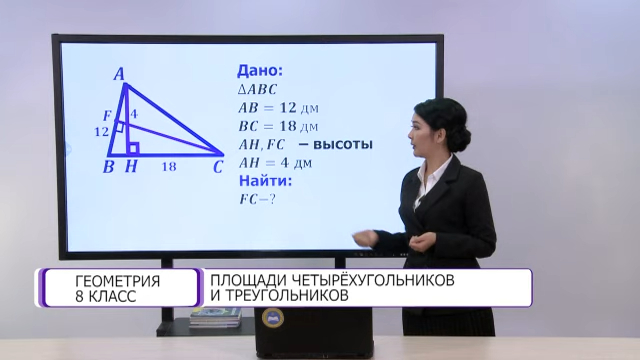 Дано:
ΔABC
AB = 12 дм
BC = 18 дм
AH, FC – высоты
AH = 4 дм
Найти:
FC–?
A
F 4
12
B H 18 C
ГЕОМЕТРИЯ
8 КЛАСС
ПЛОЩАДИ ЧЕТЫРЁХУГОЛЬНИКОВ
И ТРЕУГОЛЬНИКОВ